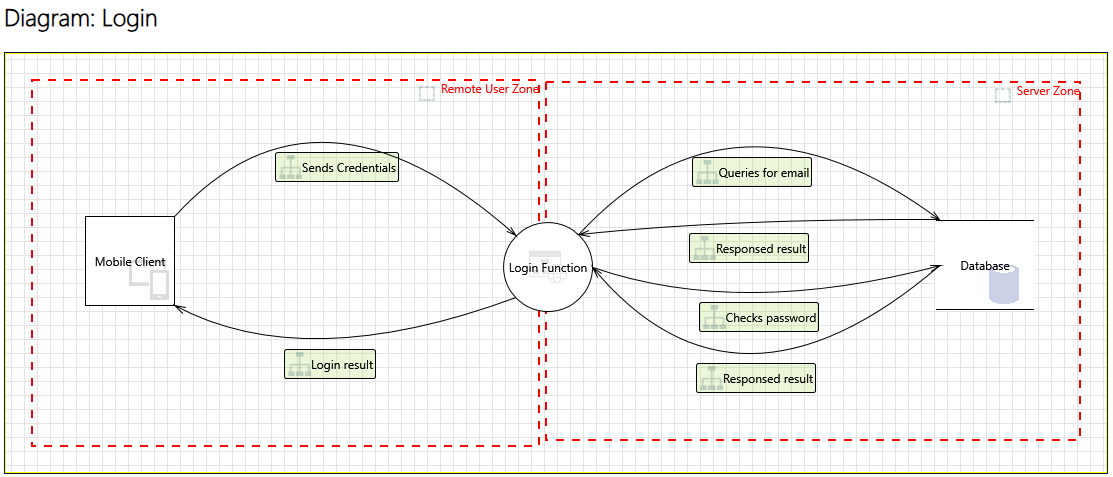 Diagram: Login
Remote User Zone
Server Zone
Sends Credentials
Queries for email
Responsed result
Mobile Client
Login Function
Database
Checks password
Login result
Responsed result